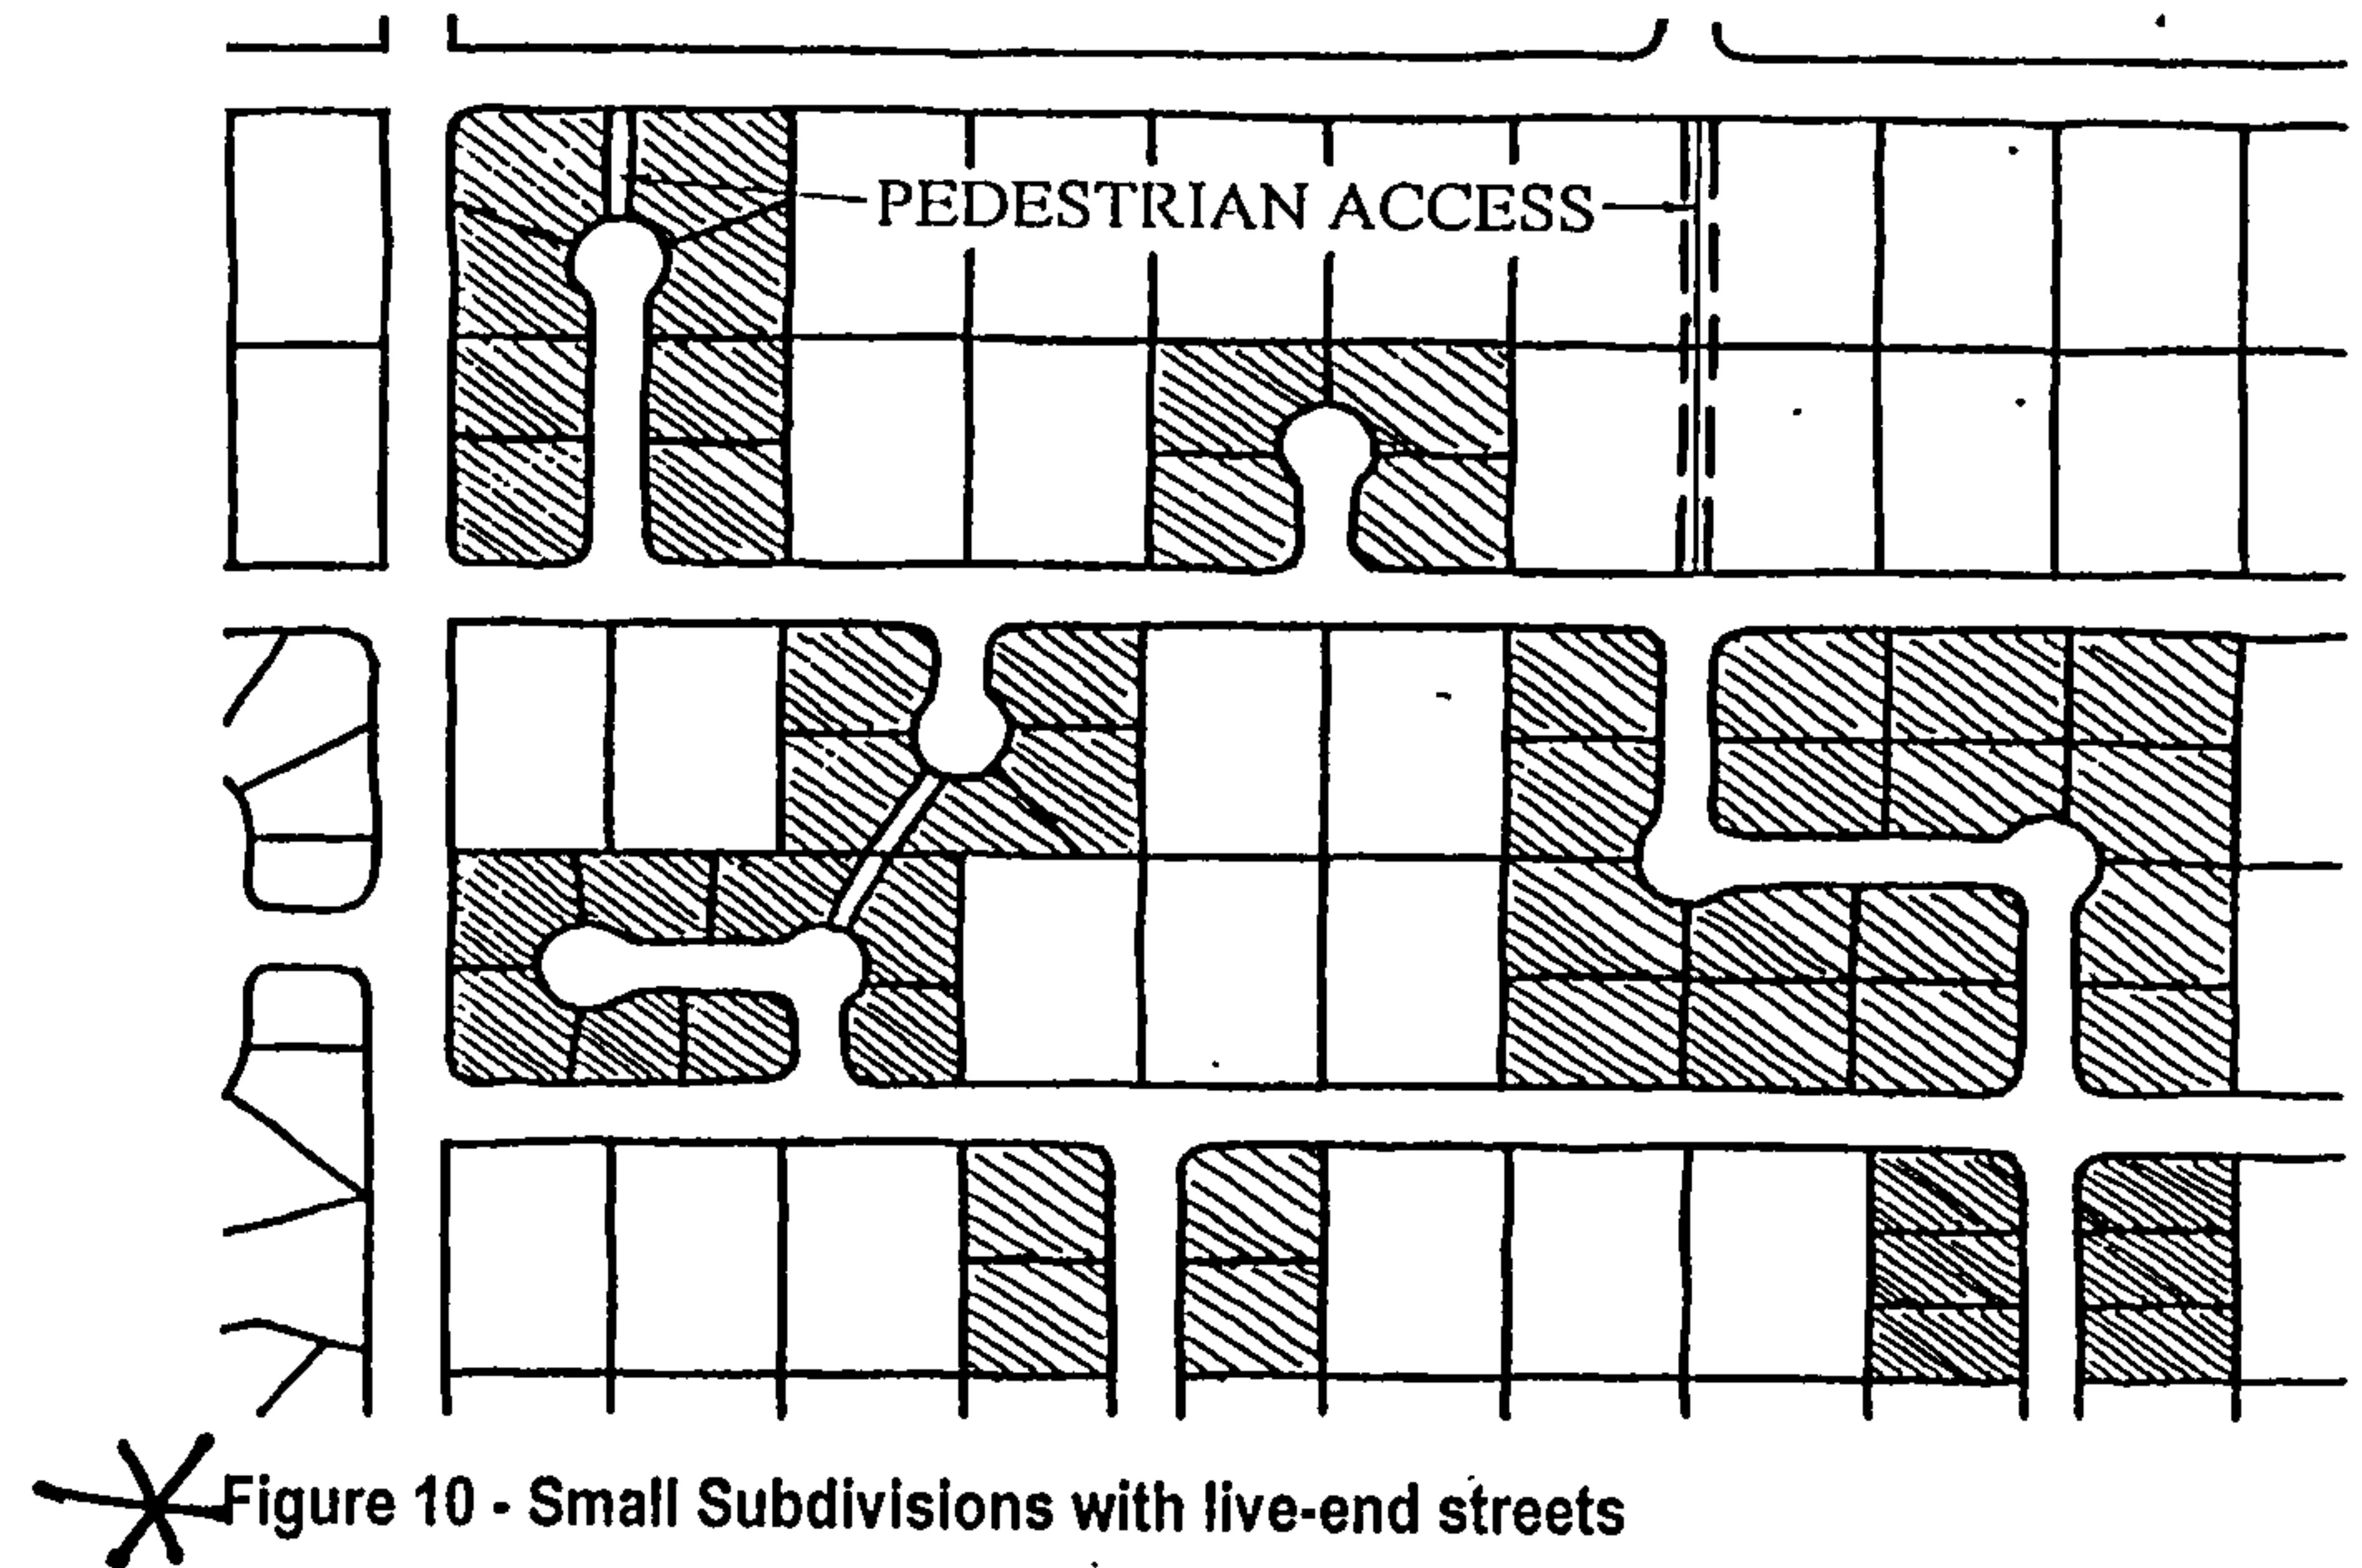 PEDESTRIAN ACCESS
Figure 10 - Small Subdivisions with live-end streets